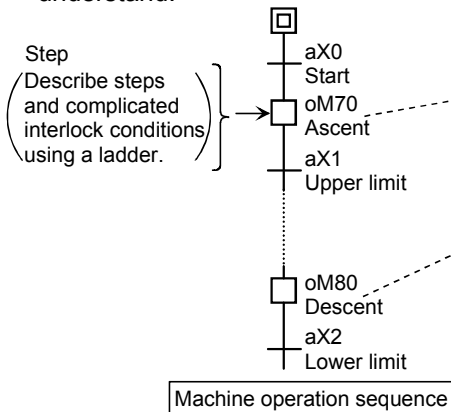 understand.
Step
Describe steps
and complicated
interlock conditions
using a ladder.
aX0
Start
oM70
Ascent
aX1
Upper limit
oM80
Descent
aX2
Lower limit
Machine operation sequence